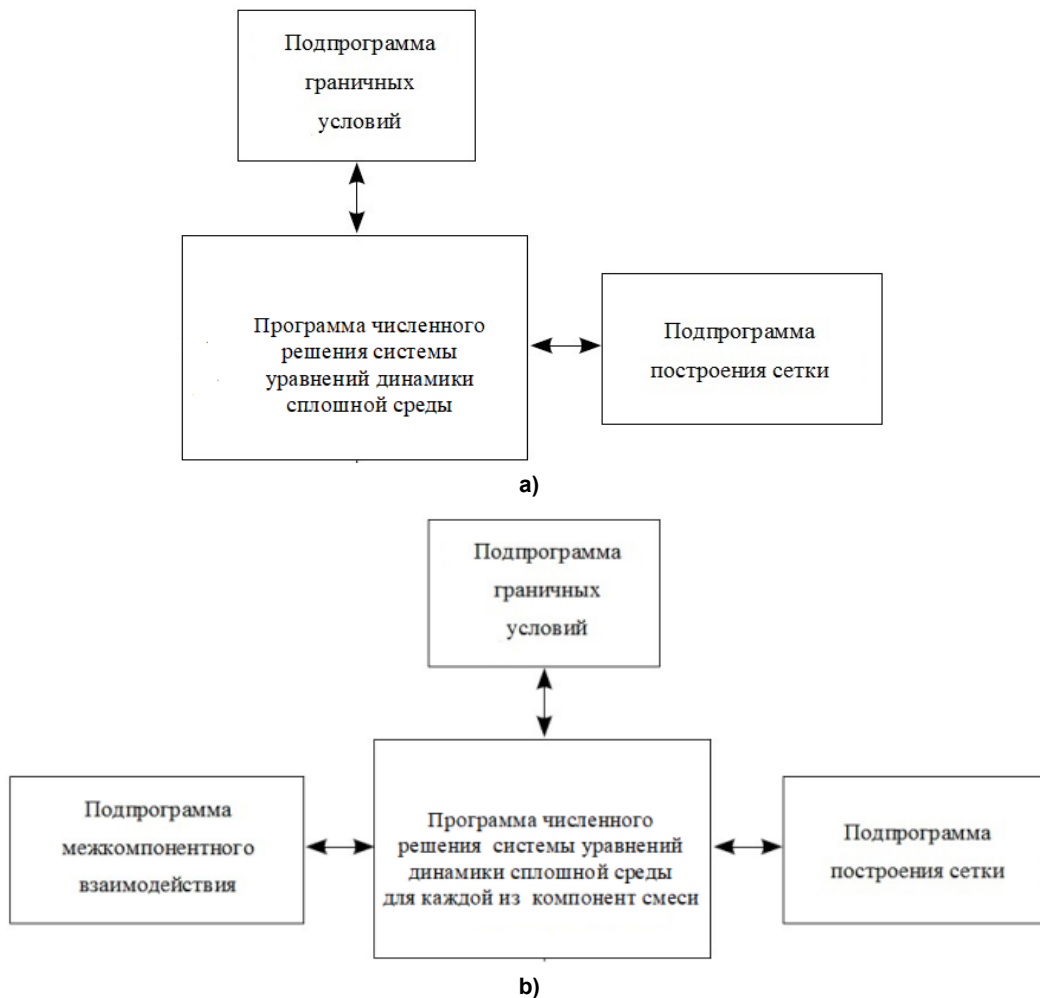 Подпрограмма
граничных
условий
Программа численного
решения системы
уравнений динамики
сплошной среды
Подпрограмма
построения сетки
a)
Подпрограмма
граничных
условий
Подпрограмма
межкомпонентного
взаимодействия
Программа численного
решения системы уравнений
динамики сплошной среды
для каждой из компонент смеси
Подпрограмма
построения сетки
b)